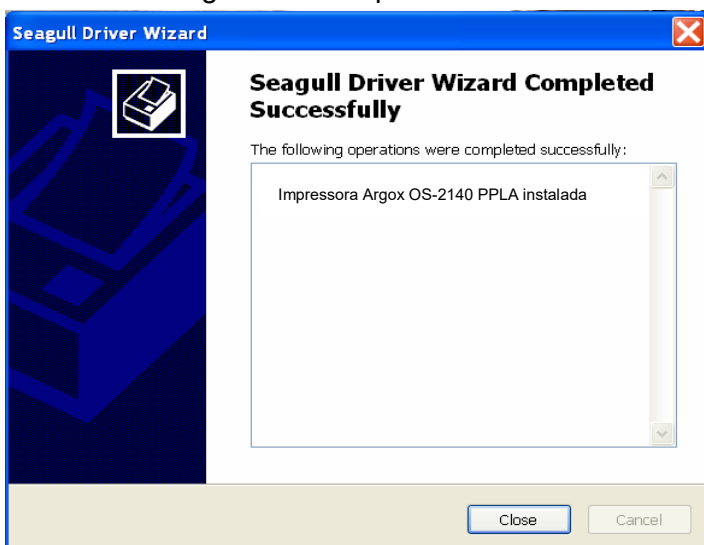 Seagull Driver Wizard
Seagull Driver Wizard Completed
Successfully
The following operations were completed successfully:
Impressora Argox OS-2140 PPLA instalada
Close
Cancel